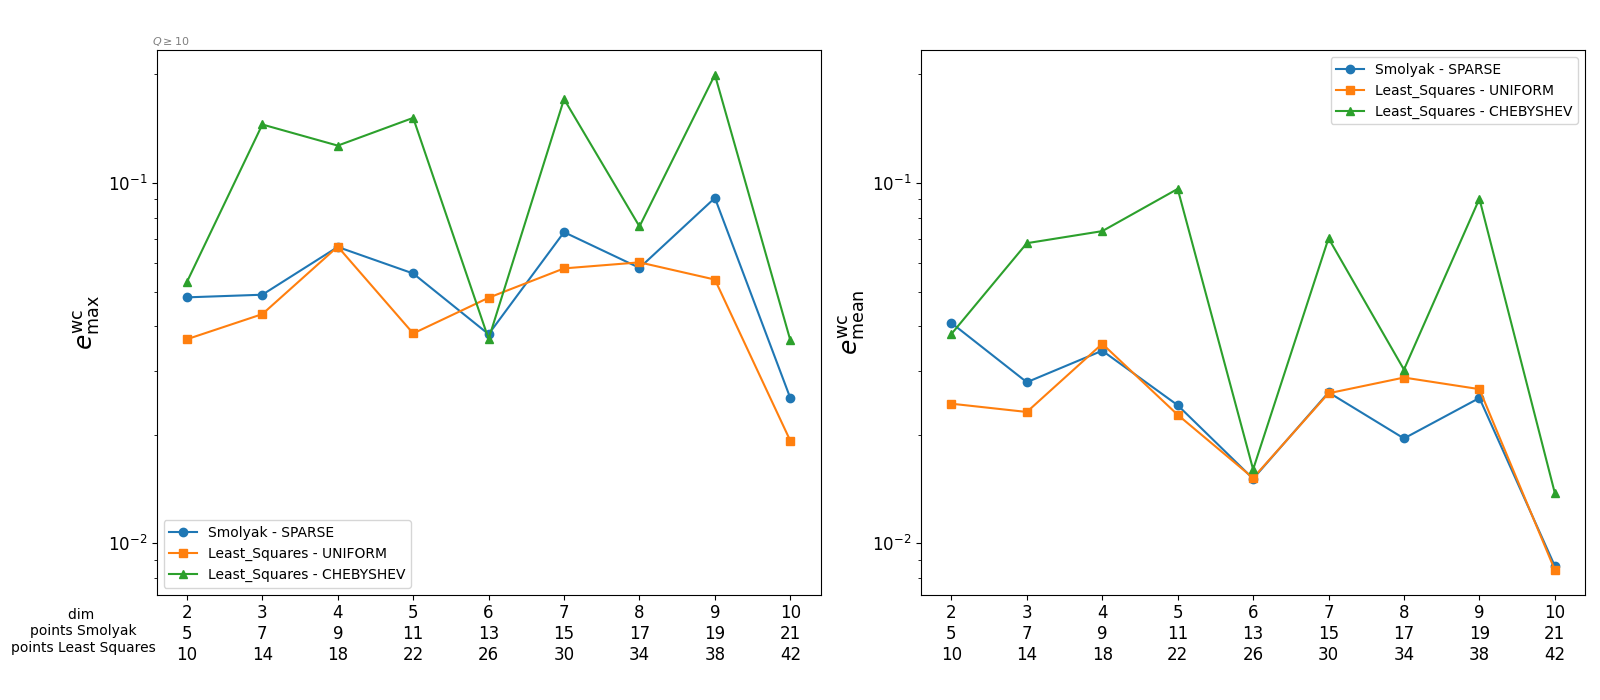 Q ≥ 10
10⁻¹
10⁻²
e^wc_max
Smolyak - SPARSE
Least_Squares - UNIFORM
Least_Squares - CHEBYSHEV
dim 2 3 4 5 6 7 8 9 10
points Smolyak 5 7 9 11 13 15 17 19 21
points Least Squares 10 14 18 22 26 30 34 38 42
Smolyak - SPARSE
Least_Squares - UNIFORM
Least_Squares - CHEBYSHEV
10⁻¹
10⁻²
e^wc_mean
2 3 4 5 6 7 8 9 10
5 7 9 11 13 15 17 19 21
10 14 18 22 26 30 34 38 42